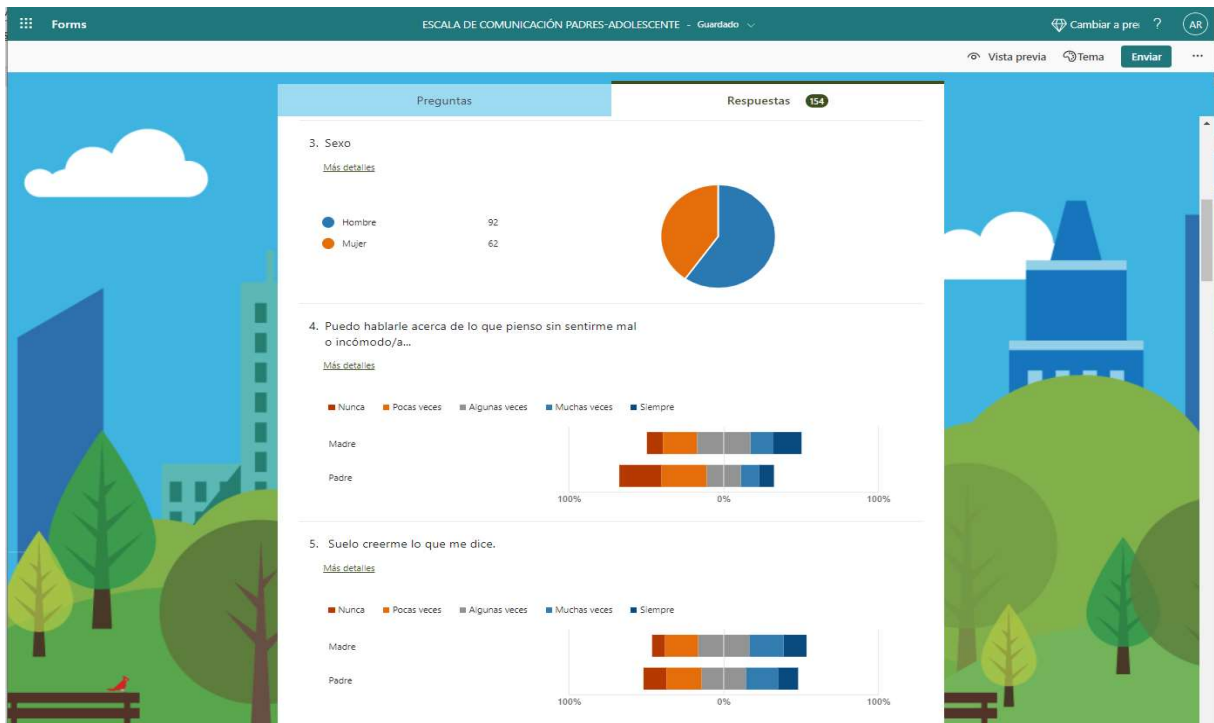 Forms
ESCALA DE COMUNICACIÓN PADRES-ADOLESCENTE - Guardado
Cambiar a pre ? AR
Vista previa Tema Enviar ...
Preguntas Respuestas 154
3. Sexo
Más detalles
Hombre 92
Mujer 62
4. Puedo hablarle acerca de lo que pienso sin sentirme mal
o incómodo/a...
Más detalles
Nunca Pocas veces Algunas veces Muchas veces Siempre
Madre
Padre
100% 0% 100%
5. Suelo creerme lo que me dice.
Más detalles
Nunca Pocas veces Algunas veces Muchas veces Siempre
Madre
Padre
100% 0% 100%